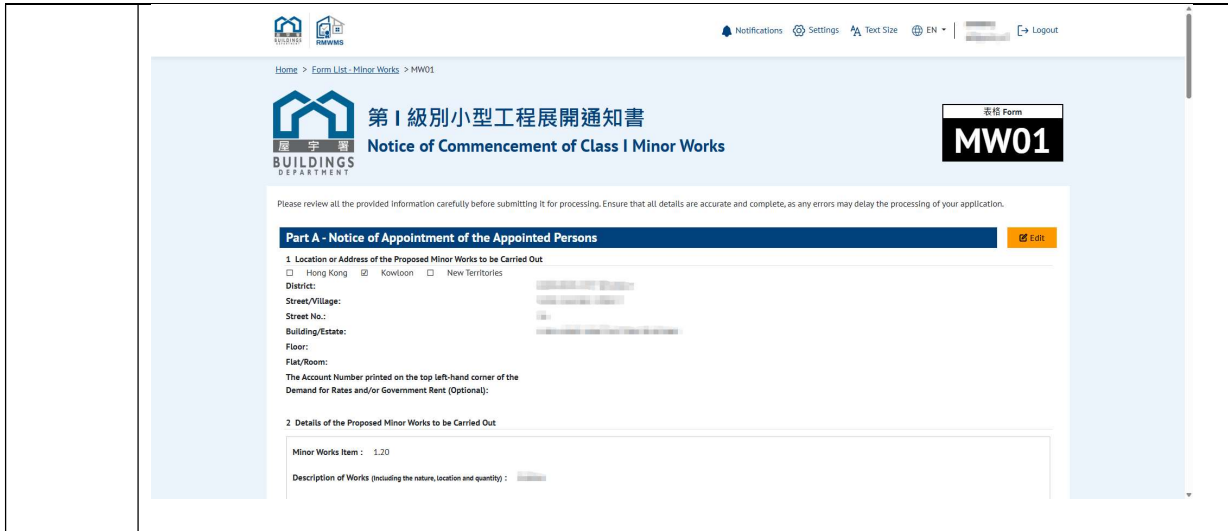 屋宇署
BUILDINGS
DEPARTMENT
RMWMS
Notifications Settings Text Size EN Logout
Home > Form List - Minor Works > MW01
第 I 級別小型工程展開通知書
Notice of Commencement of Class I Minor Works
屋宇署
BUILDINGS
DEPARTMENT
表格 Form
MW01
Please review all the provided information carefully before submitting it for processing. Ensure that all details are accurate and complete, as any errors may delay the processing of your application.
Part A - Notice of Appointment of the Appointed Persons
Edit
1 Location or Address of the Proposed Minor Works to be Carried Out
☐ Hong Kong ☑ Kowloon ☐ New Territories
District:
Street/Village:
Street No.:
Building/Estate:
Floor:
Flat/Room:
The Account Number printed on the top left-hand corner of the
Demand for Rates and/or Government Rent (Optional):
2 Details of the Proposed Minor Works to be Carried Out
Minor Works Item : 1.20
Description of Works (Including the nature, location and quantity) :